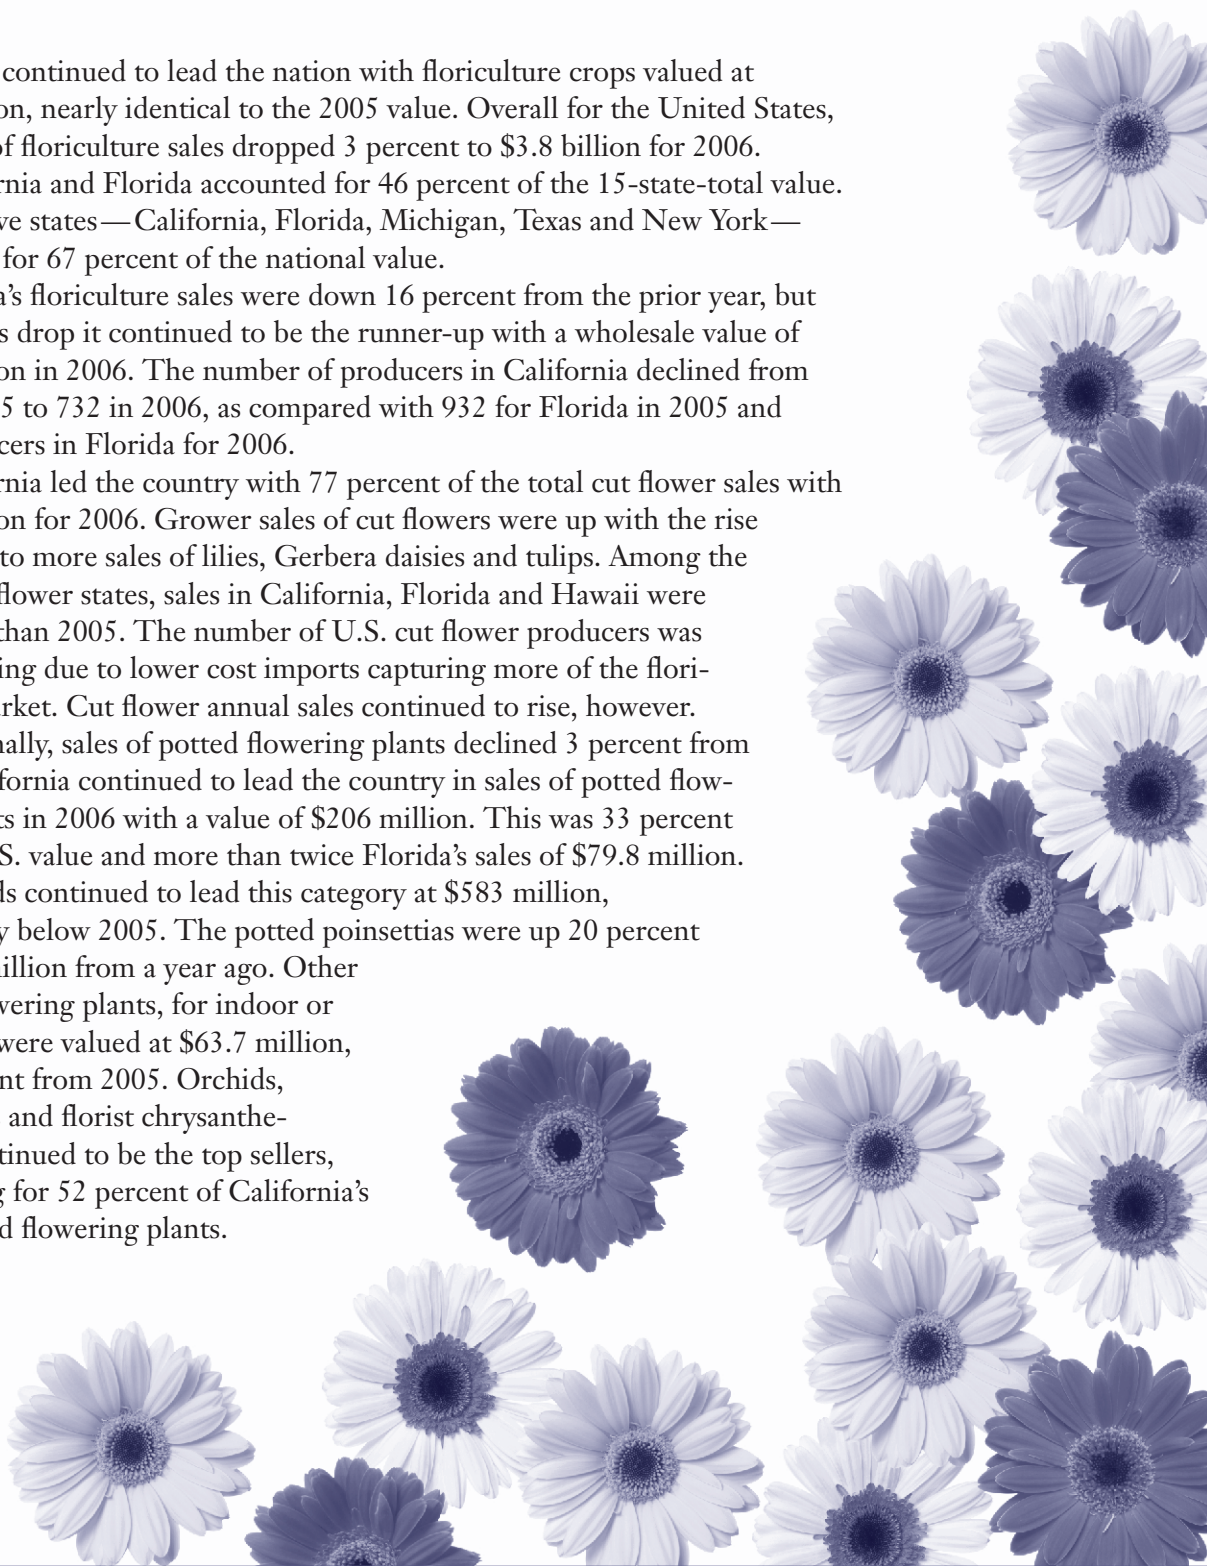 continued to lead the nation with floriculture crops valued at
on, nearly identical to the 2005 value. Overall for the United States,
of floriculture sales dropped 3 percent to $3.8 billion for 2006.
rnia and Florida accounted for 46 percent of the 15-state-total value.
ve states — California, Florida, Michigan, Texas and New York —
for 67 percent of the national value.
a's floriculture sales were down 16 percent from the prior year, but
s drop it continued to be the runner-up with a wholesale value of
on in 2006. The number of producers in California declined from
5 to 732 in 2006, as compared with 932 for Florida in 2005 and
cers in Florida for 2006.
rnia led the country with 77 percent of the total cut flower sales with
on for 2006. Grower sales of cut flowers were up with the rise
to more sales of lilies, Gerbera daisies and tulips. Among the
flower states, sales in California, Florida and Hawaii were
than 2005. The number of U.S. cut flower producers was
ing due to lower cost imports capturing more of the flori-
rket. Cut flower annual sales continued to rise, however.
nally, sales of potted flowering plants declined 3 percent from
fornia continued to lead the country in sales of potted flow-
ts in 2006 with a value of $206 million. This was 33 percent
S. value and more than twice Florida's sales of $79.8 million.
ds continued to lead this category at $583 million,
y below 2005. The potted poinsettias were up 20 percent
illion from a year ago. Other
wering plants, for indoor or
were valued at $63.7 million,
nt from 2005. Orchids,
and florist chrysanthe-
tinued to be the top sellers,
g for 52 percent of California's
d flowering plants.